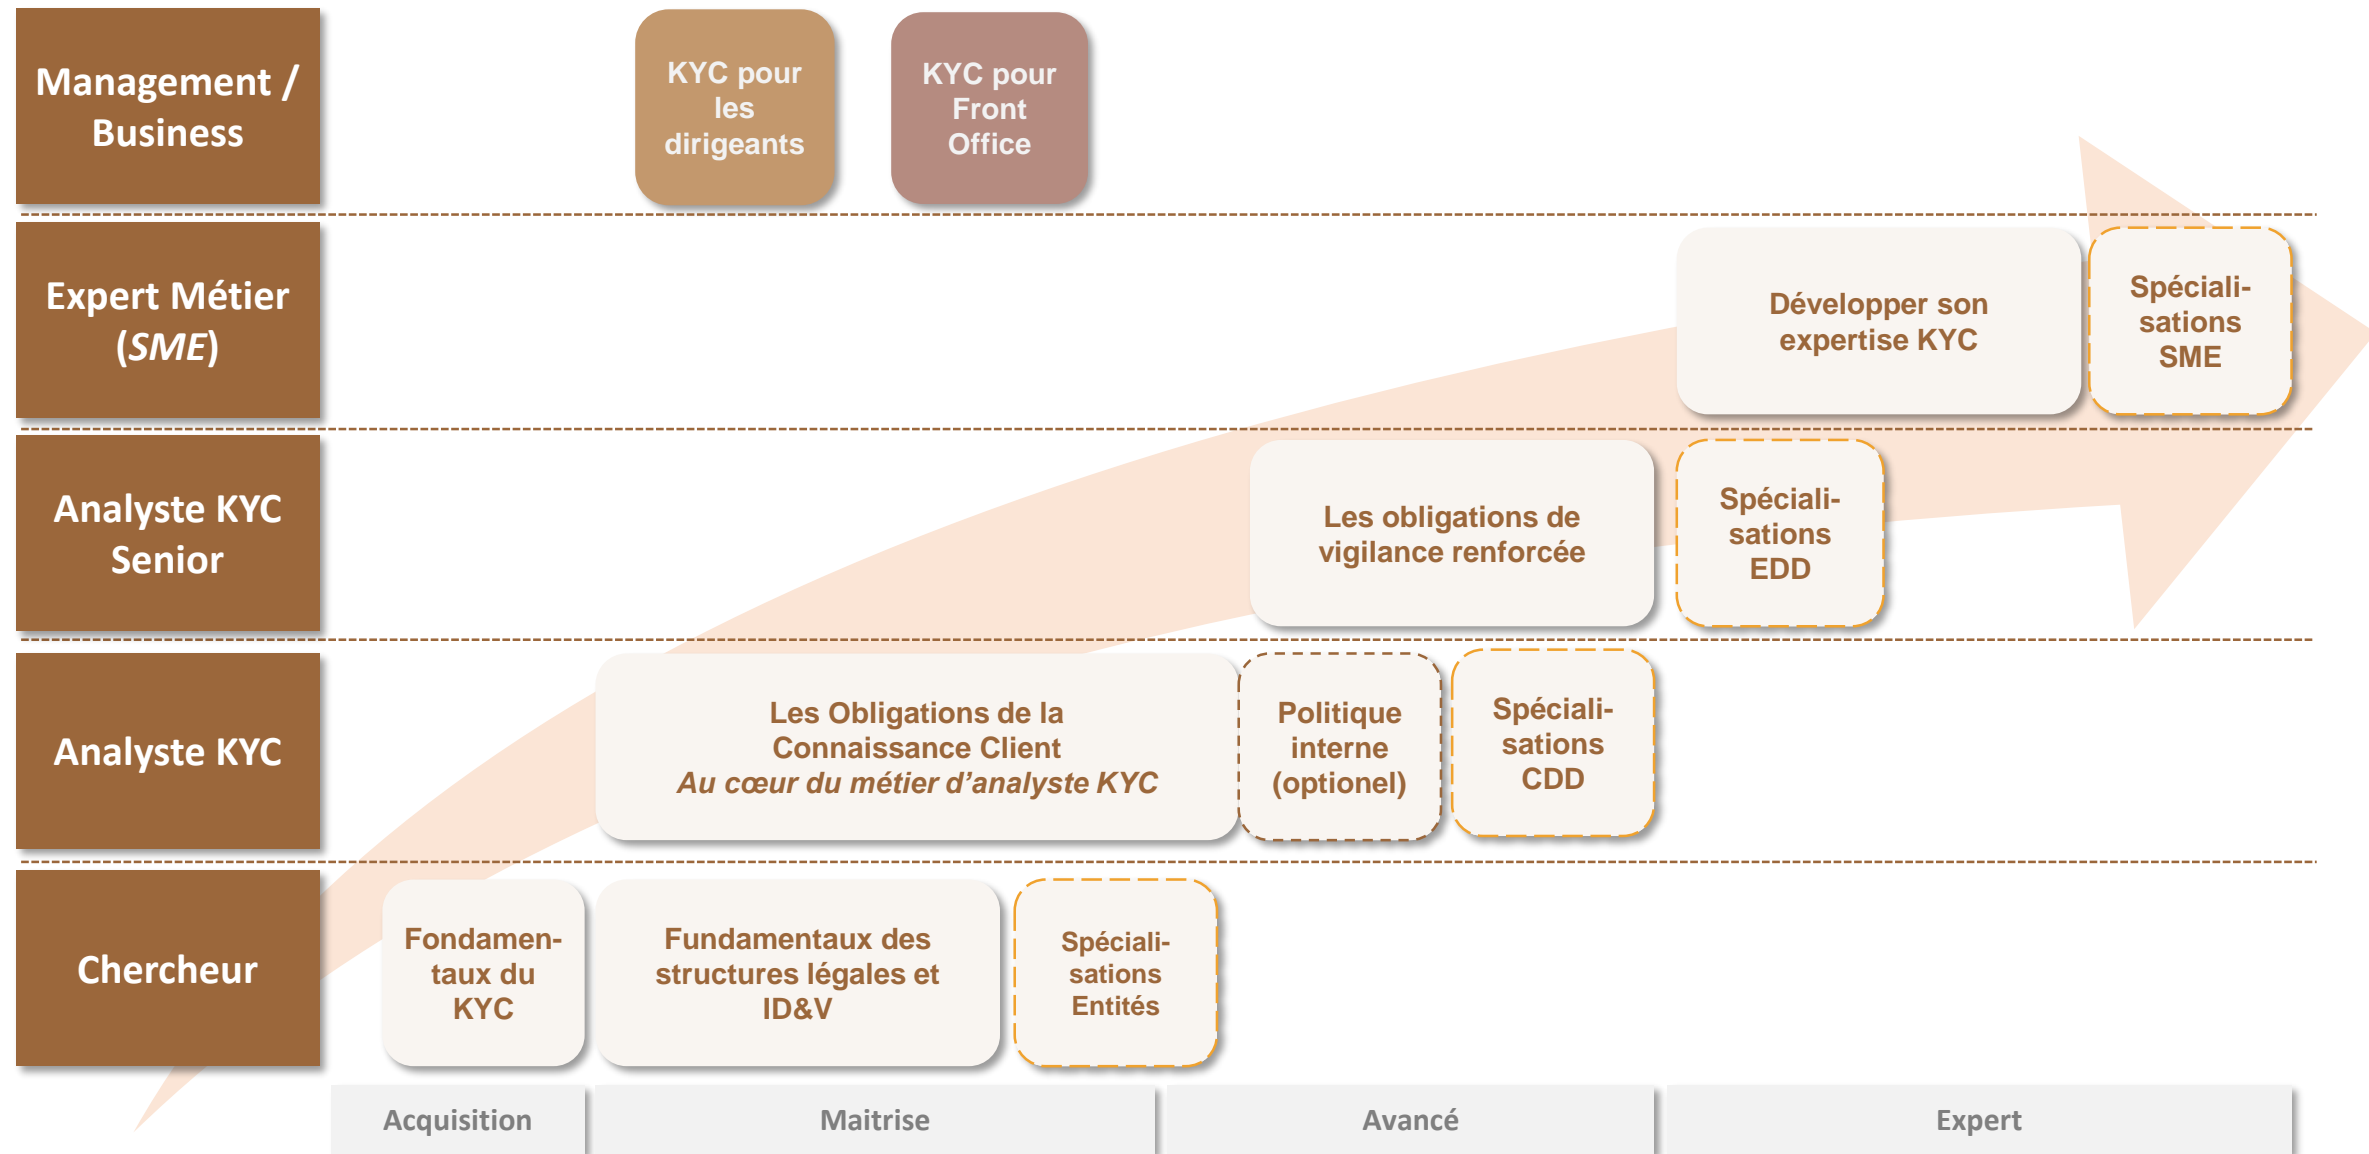 Management /
Business
KYC pour
les
dirigeants
KYC pour
Front
Office
Expert Métier
(SME)
Développer son
expertise KYC
Spéciali-
sations
SME
Analyste KYC
Senior
Les obligations de
vigilance renforcée
Spéciali-
sations
EDD
Analyste KYC
Les Obligations de la
Connaissance Client
Au cœur du métier d’analyste KYC
Politique
interne
(optionel)
Spéciali-
sations
CDD
Chercheur
Fondamen-
taux du
KYC
Fundamentaux des
structures légales et
ID&V
Spéciali-
sations
Entités
Acquisition
Maitrise
Avancé
Expert